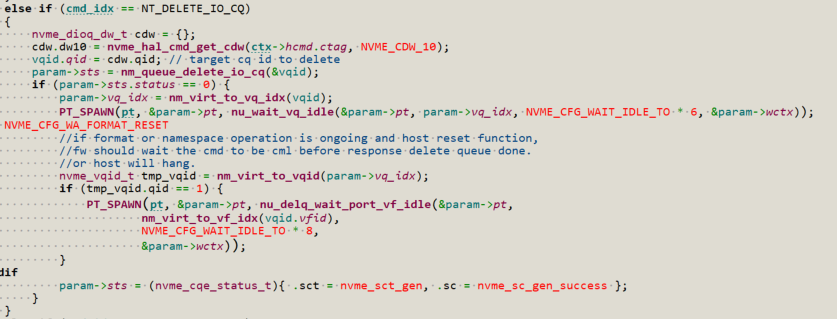 else if (cmd_idx == NT_DELETE_IO_CQ)
{
nvme_dioq_dw_t cdw = {};
cdw.dw10 = nvme_hal_cmd_get_cdw(ctx->hcmd.ctag, NVME_CDW_10);
vqid.qid = cdw.qid; // target cq id to delete
param->sts = nm_queue_delete_io_cq(&vqid);
if (param->sts.status == 0) {
param->vq_idx = nm_virt_to_vq_idx(vqid);
PT_SPAWN(pt, &param->pt, nu_wait_vq_idle(&param->pt, param->vq_idx, NVME_CFG_WAIT_IDLE_TO * 6, &param->wctx));
NVME_CFG_WA_FORMAT_RESET
//if format or namespace operation is ongoing and host reset function,
//fw should wait the cmd to be cml before response delete queue done.
//or host will hang.
nvme_vqid_t tmp_vqid = nm_virt_to_vqid(param->vq_idx);
if (tmp_vqid.qid == 1) {
PT_SPAWN(pt, &param->pt, nu_delq_wait_port_vf_idle(&param->pt,
nm_virt_to_vf_idx(vqid.vfid),
NVME_CFG_WAIT_IDLE_TO * 8,
&param->wctx));
}
dif
param->sts = (nvme_cqe_status_t){ .sct = nvme_sct_gen, .sc = nvme_sc_gen_success };
}
}